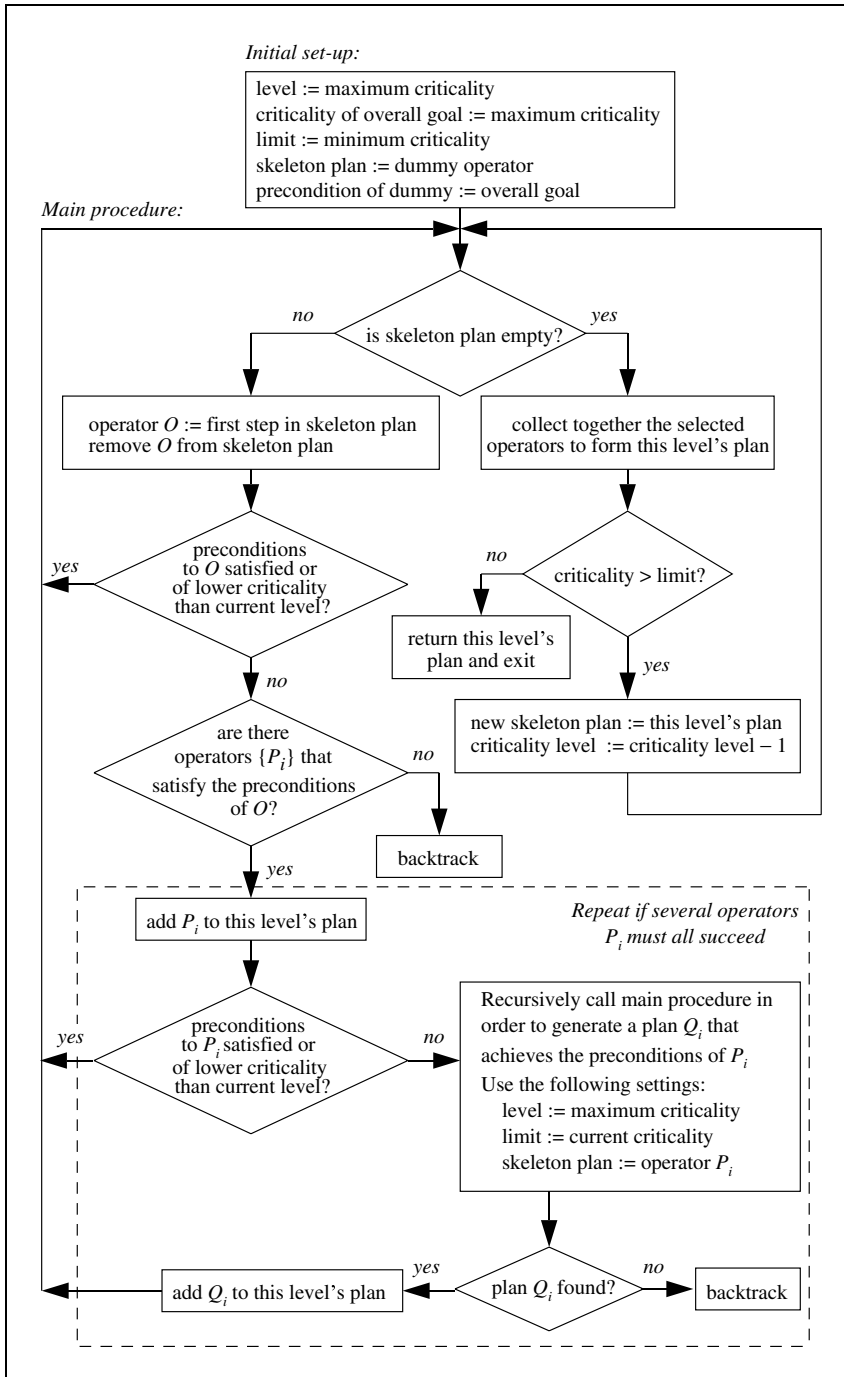 Initial set-up:
level := maximum criticality
criticality of overall goal := maximum criticality
limit := minimum criticality
skeleton plan := dummy operator
precondition of dummy := overall goal
Main procedure:
is skeleton plan empty?
no
yes
operator O := first step in skeleton plan
remove O from skeleton plan
collect together the selected
operators to form this level's plan
preconditions
to O satisfied or
of lower criticality
than current level?
yes
no
criticality > limit?
no
yes
return this level's
plan and exit
new skeleton plan := this level's plan
criticality level := criticality level – 1
are there
operators {Pi} that
satisfy the preconditions
of O?
no
yes
backtrack
Repeat if several operators
Pi must all succeed
add Pi to this level's plan
preconditions
to Pi satisfied or
of lower criticality
than current level?
yes
no
Recursively call main procedure in
order to generate a plan Qi that
achieves the preconditions of Pi
Use the following settings:
level := maximum criticality
limit := current criticality
skeleton plan := operator Pi
plan Qi found?
yes
no
add Qi to this level's plan
backtrack